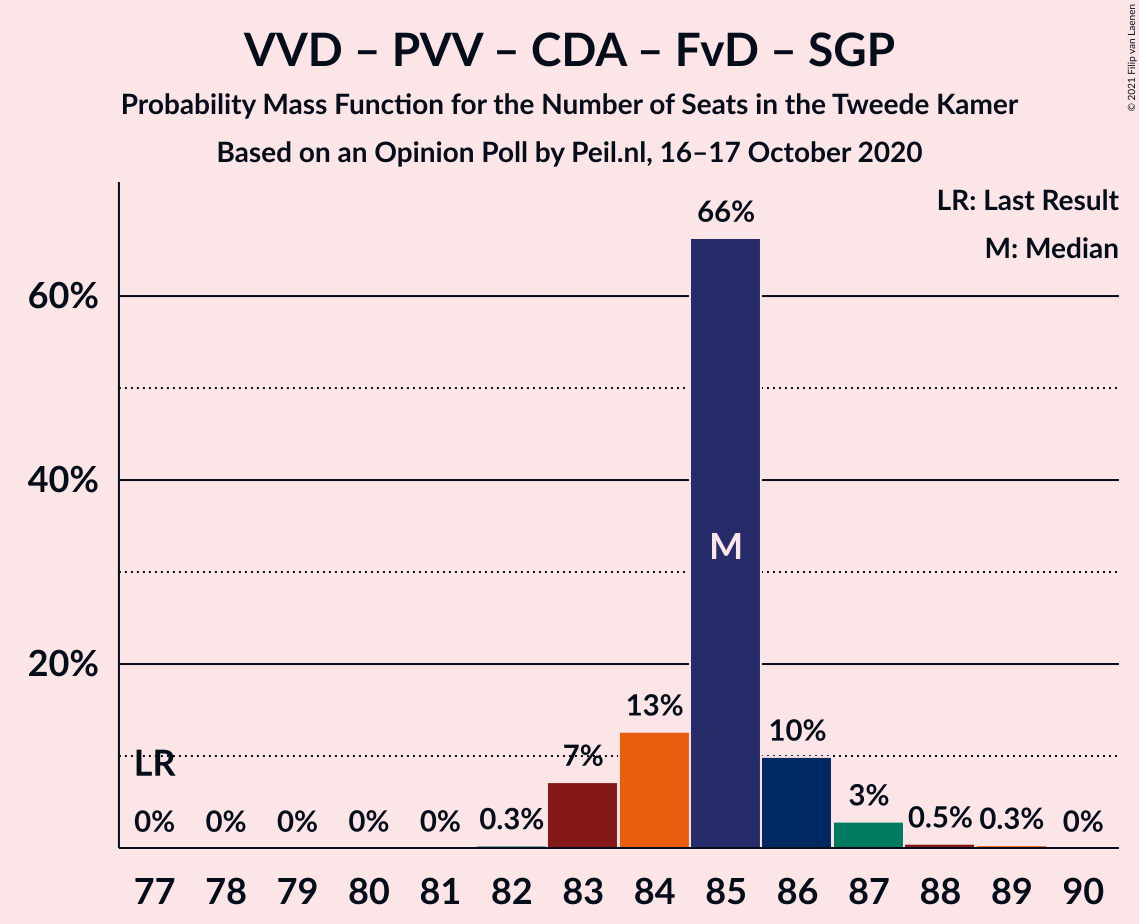 VVD – PVV – CDA – FvD – SGP
Probability Mass Function for the Number of Seats in the Tweede Kamer
Based on an Opinion Poll by Peil.nl, 16–17 October 2020
© 2021 Filip van Laenen
LR: Last Result
M: Median
66%
60%
40%
M
20%
13%
10%
7%
LR
3%
0% 0% 0% 0% 0% 0.3% 0.5% 0.3% 0%
77 78 79 80 81 82 83 84 85 86 87 88 89 90